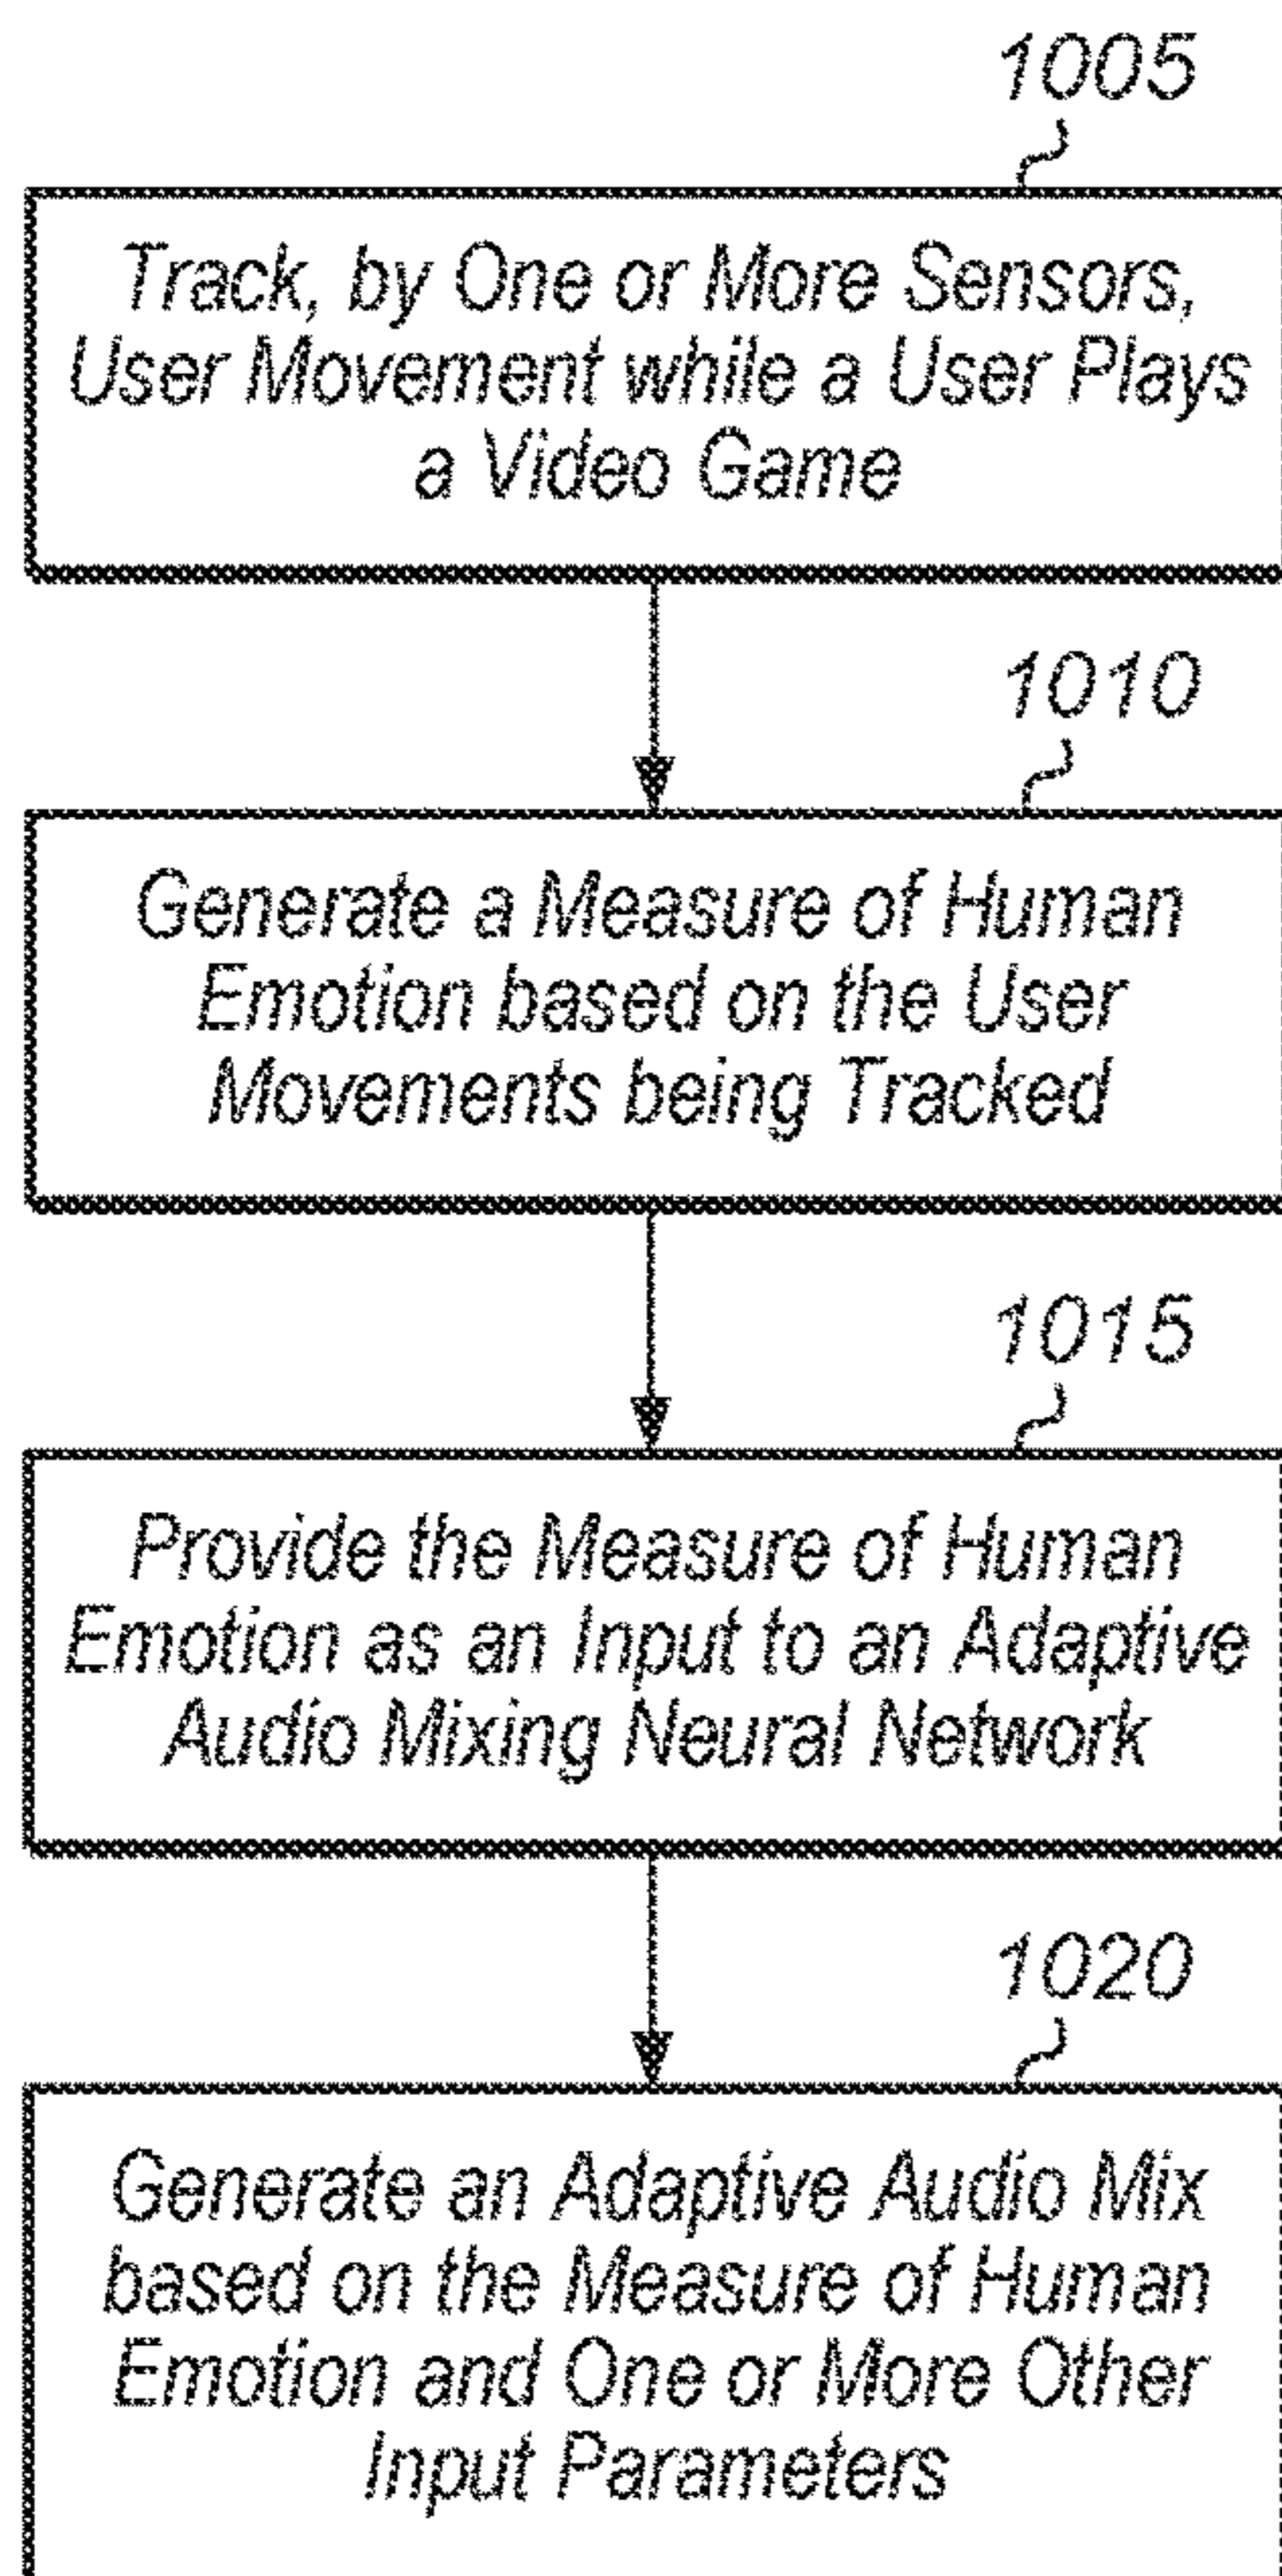 1005
Track, by One or More Sensors,
User Movement while a User Plays
a Video Game
1010
Generate a Measure of Human
Emotion based on the User
Movements being Tracked
1015
Provide the Measure of Human
Emotion as an Input to an Adaptive
Audio Mixing Neural Network
1020
Generate an Adaptive Audio Mix
based on the Measure of Human
Emotion and One or More Other
Input Parameters